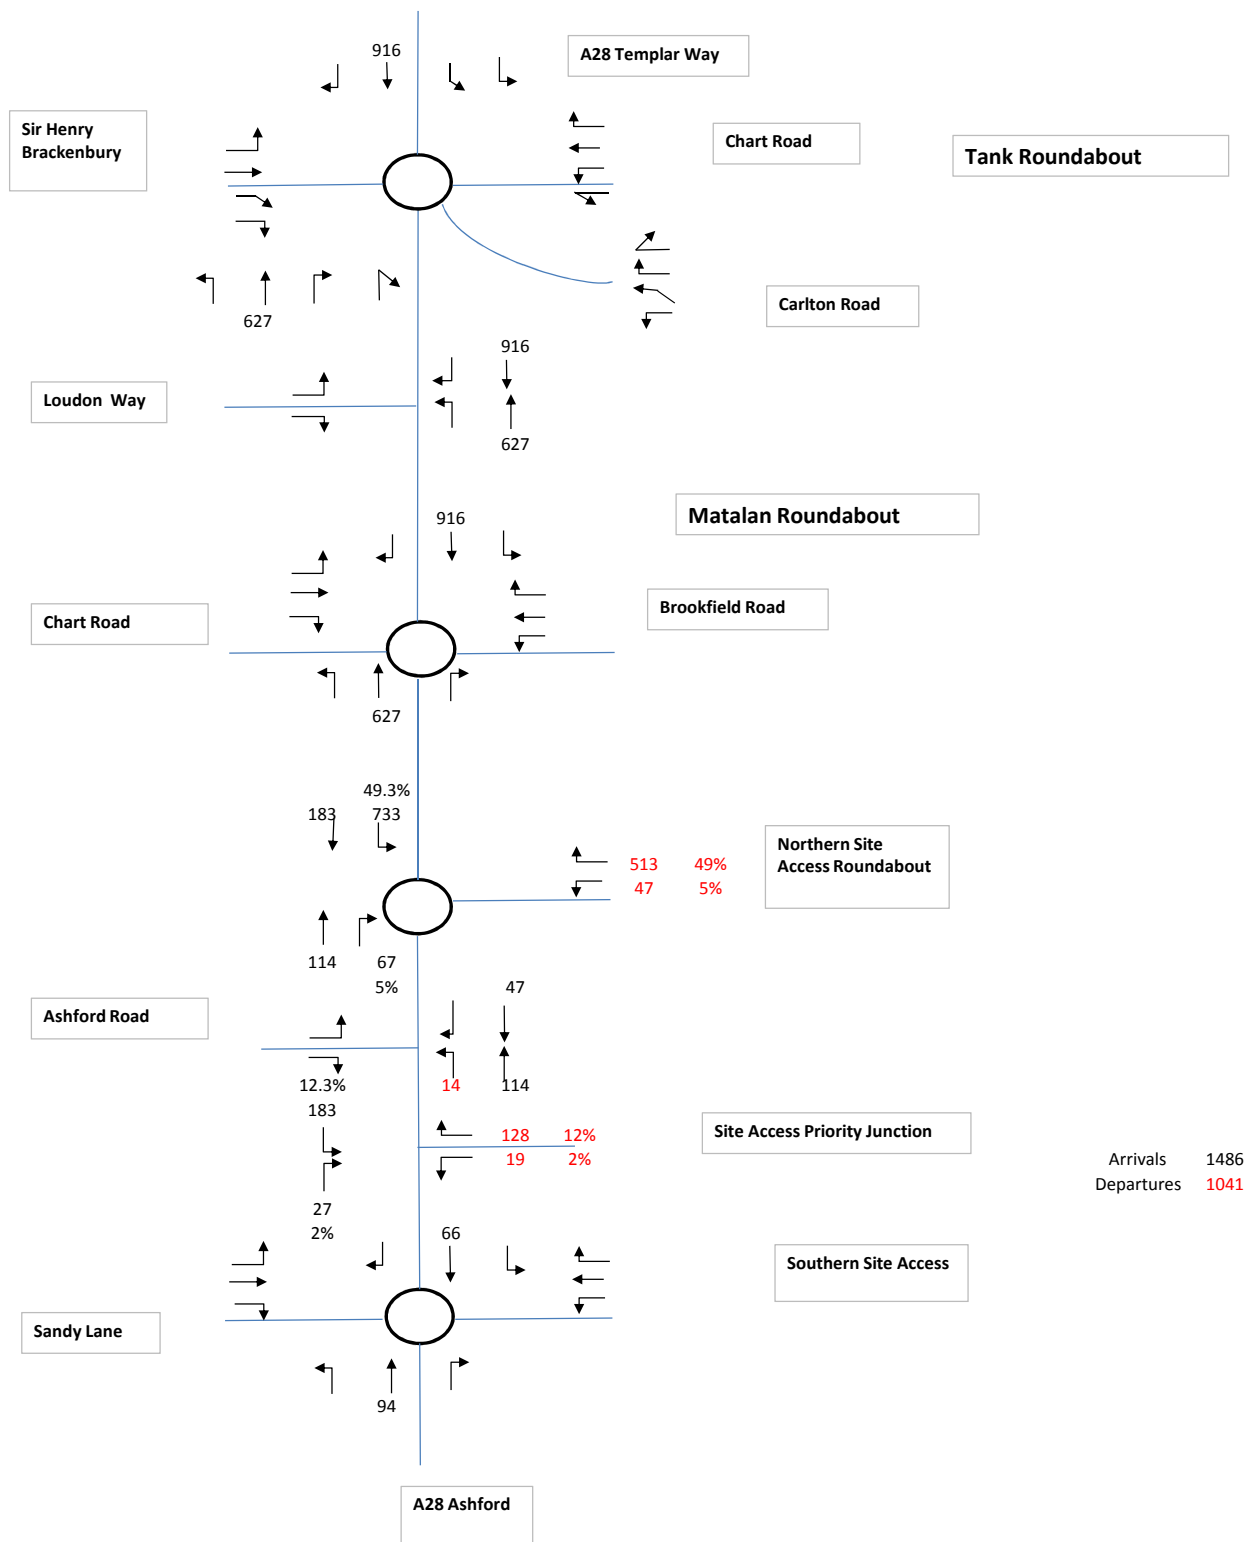 916
A28 Templar Way
Sir Henry
Brackenbury
Chart Road
Tank Roundabout
Carlton Road
627
916
Loudon  Way
627
Matalan Roundabout
916
Chart Road
Brookfield Road
627
49.3%
183 733
Northern Site
Access Roundabout
513 49%
47 5%
114 67
5%
47
Ashford Road
12.3% 14 114
183
128 12%
19 2%
Site Access Priority Junction
Arrivals 1486
Departures 1041
27
2%
66
Southern Site Access
Sandy Lane
94
A28 Ashford